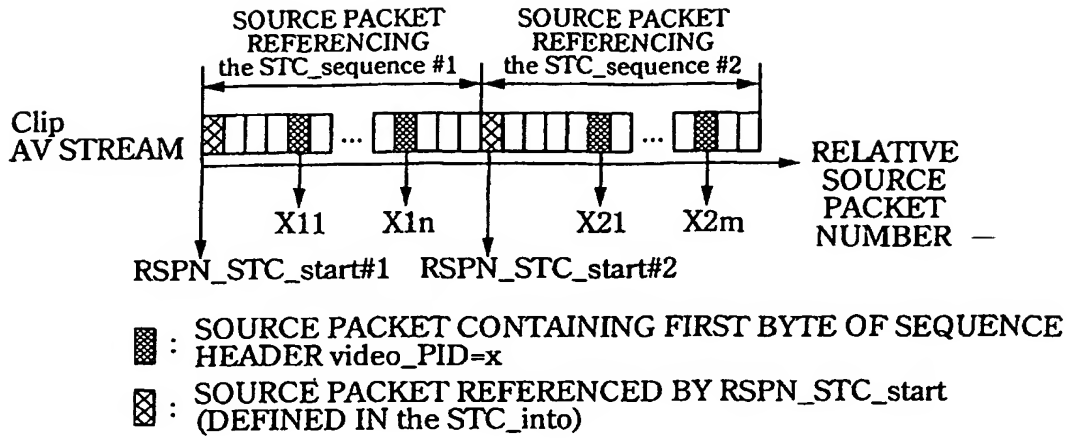 SOURCE PACKET
REFERENCING
the STC_sequence #1
SOURCE PACKET
REFERENCING
the STC_sequence #2
Clip
AV STREAM
...
...
X11
X1n
X21
X2m
RELATIVE
SOURCE
PACKET
NUMBER
RSPN_STC_start#1
RSPN_STC_start#2
: SOURCE PACKET CONTAINING FIRST BYTE OF SEQUENCE
HEADER video_PID=x
: SOURCE PACKET REFERENCED BY RSPN_STC_start
(DEFINED IN the STC_into)